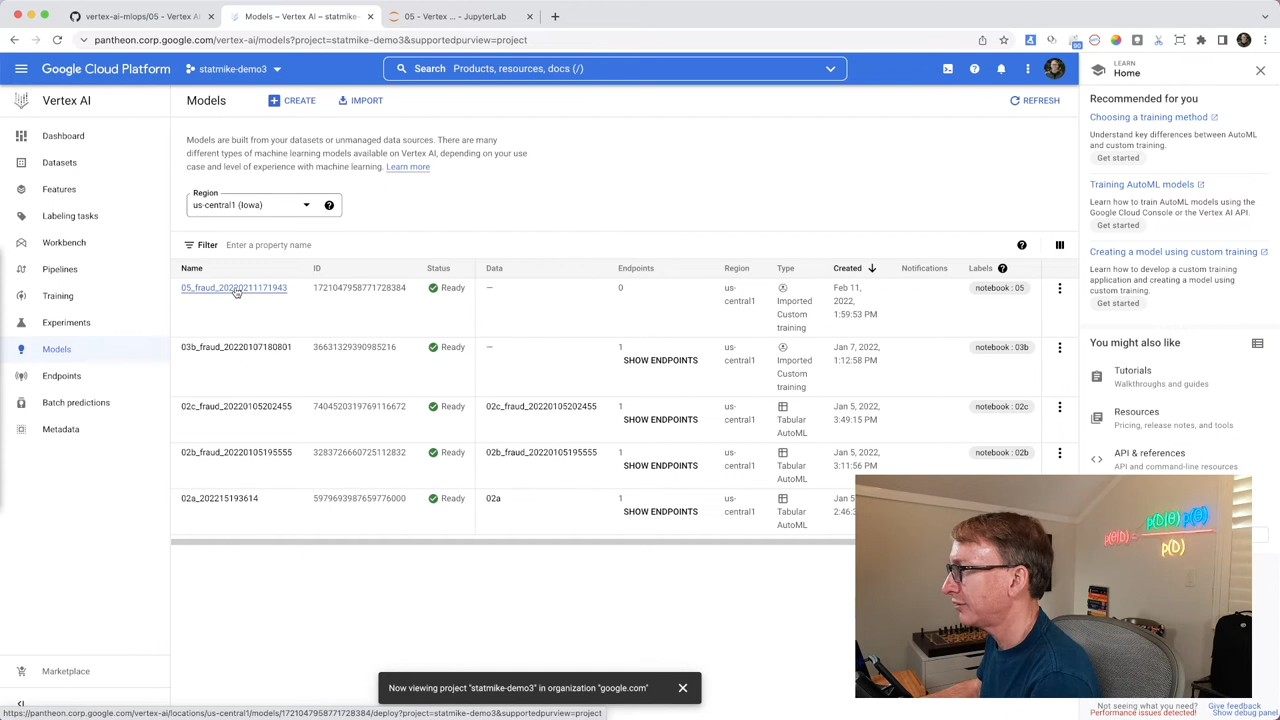 vertex-ai-mlops/05 - Vertex AI
Models – Vertex AI – statmike-
05 - Vertex ... - JupyterLab
pantheon.corp.google.com/vertex-ai/models?project=statmike-demo3&supportedpurview=project
Google Cloud Platform
statmike-demo3
Search Products, resources, docs (/)
LEARN
Home
Vertex AI
Models
CREATE
IMPORT
REFRESH
Dashboard
Datasets
Features
Labeling tasks
Workbench
Pipelines
Training
Experiments
Models
Endpoints
Batch predictions
Metadata
Marketplace
Models are built from your datasets or unmanaged data sources. There are many
different types of machine learning models available on Vertex AI, depending on your
use case and level of experience with machine learning. Learn more
Region
us-central1 (Iowa)
Filter Enter a property name
Name ID Status Data Endpoints Region Type Created Notifications Labels
05_fraud_20220211171943 1721047958771728384 Ready — 0 us- Feb 11 notebook : 05
central1 Imported 2022,
Custom 1:59:53 PM
training
03b_fraud_20220107180801 36631329390985216 Ready — 1 us- Jan 7, 2022, notebook : 03b
SHOW ENDPOINTS central1 Imported 1:12:58 PM
Custom
training
02c_fraud_20220105202455 7404520319769116672 Ready 02c_fraud_20220105202455 1 us- Jan 5, 2022, notebook : 02c
SHOW ENDPOINTS central1 Tabular 3:49:15 PM
AutoML
02b_fraud_20220105195555 3283726660725112832 Ready 02b_fraud_20220105195555 1 us- Jan 5, 2022, notebook : 02b
SHOW ENDPOINTS central1 Tabular 3:11:56 PM
AutoML
02a_202215193614 5979693987659776000 Ready 02a 1 us- Jan 5
SHOW ENDPOINTS central1 Tabular 2:46:3
AutoML
Recommended for you
Choosing a training method
Understand key differences between AutoML
and custom training.
Get started
Training AutoML models
Learn how to train AutoML models using the
Google Cloud Console or the Vertex AI API.
Get started
Creating a model using custom training
Learn how to develop a custom training
application and creating a model using
custom training.
Get started
You might also like
Tutorials
Walkthroughs and guides
Resources
Pricing, release notes, and tutorials
API & references
API and command-line resources
p(θ|D) = p(D|θ) p(θ)
p(D)
Now viewing project "statmike-demo3" in organization "google.com"
Not seeing what you need? Give feedback
Performance issues detected! Show debug panel
https://pantheon.corp.google.com/vertex-ai/locations/us-central1/models/1721047958771728384/deploy?project=statmike-demo3&supportedpurview=project